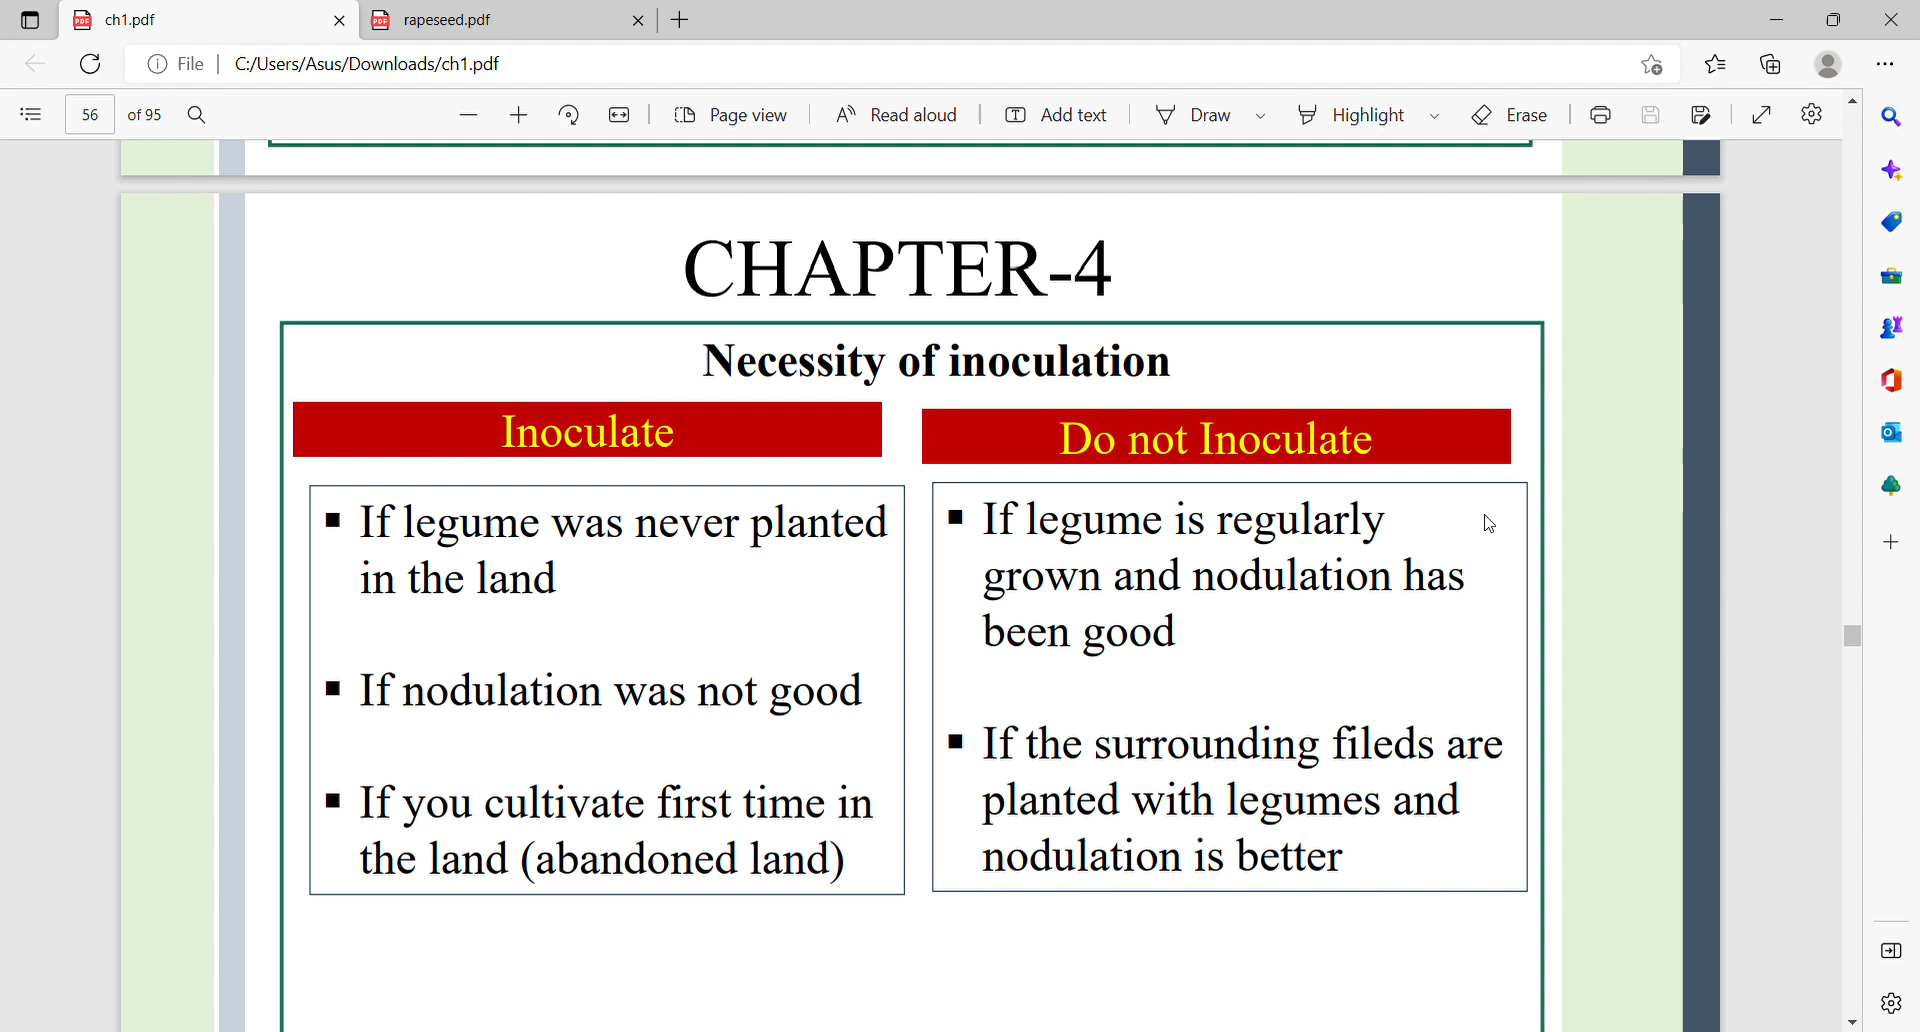 ch1.pdf
rapeseed.pdf
File
C:/Users/Asus/Downloads/ch1.pdf
56 of 95
Page view
Read aloud
Add text
Draw
Highlight
Erase
CHAPTER-4
Necessity of inoculation
Inoculate
▪ If legume was never planted
in the land
▪ If nodulation was not good
▪ If you cultivate first time in
the land (abandoned land)
Do not Inoculate
▪ If legume is regularly
grown and nodulation has
been good
▪ If the surrounding fileds are
planted with legumes and
nodulation is better